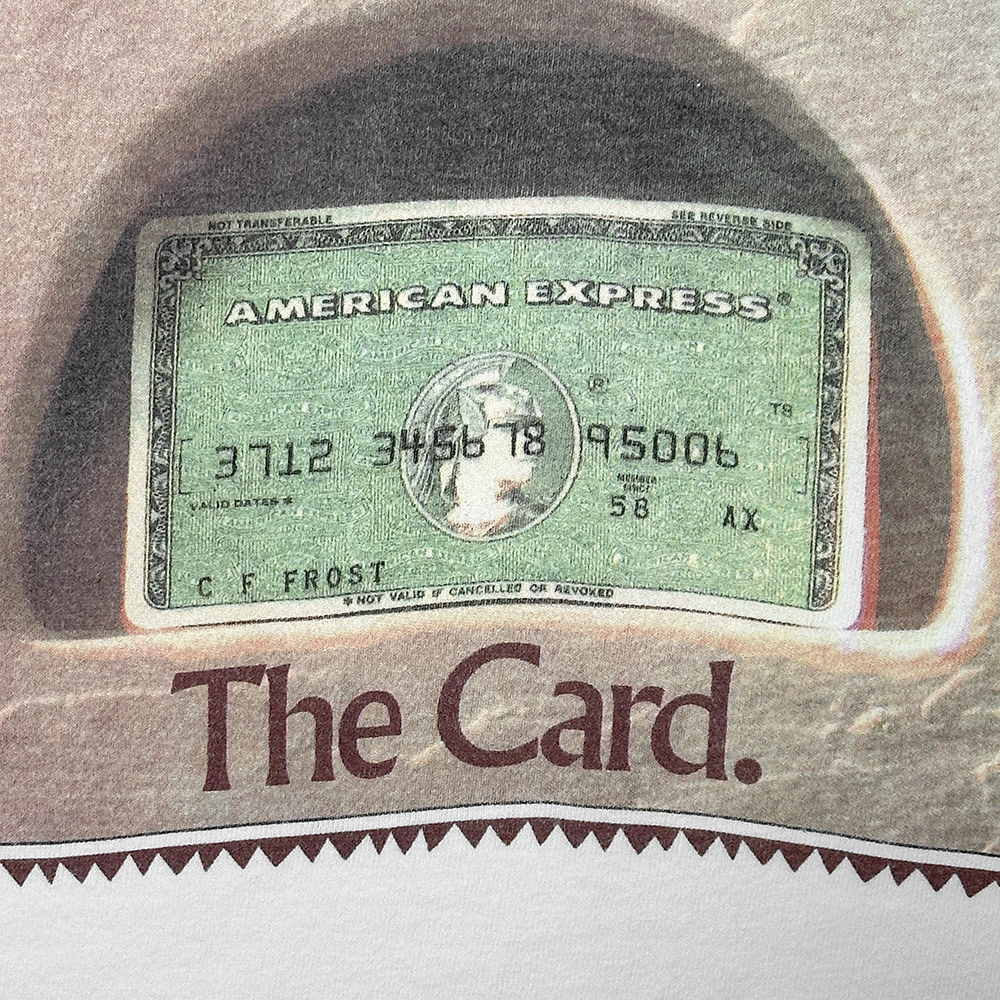 NOT TRANSFERABLE SEE REVERSE SIDE
AMERICAN EXPRESS®
®
TS
3712 345678 95006
VALID DATES * MEMBER SINCE
58 AX
C F FROST
* NOT VALID IF CANCELLED OR REVOKED
The Card.